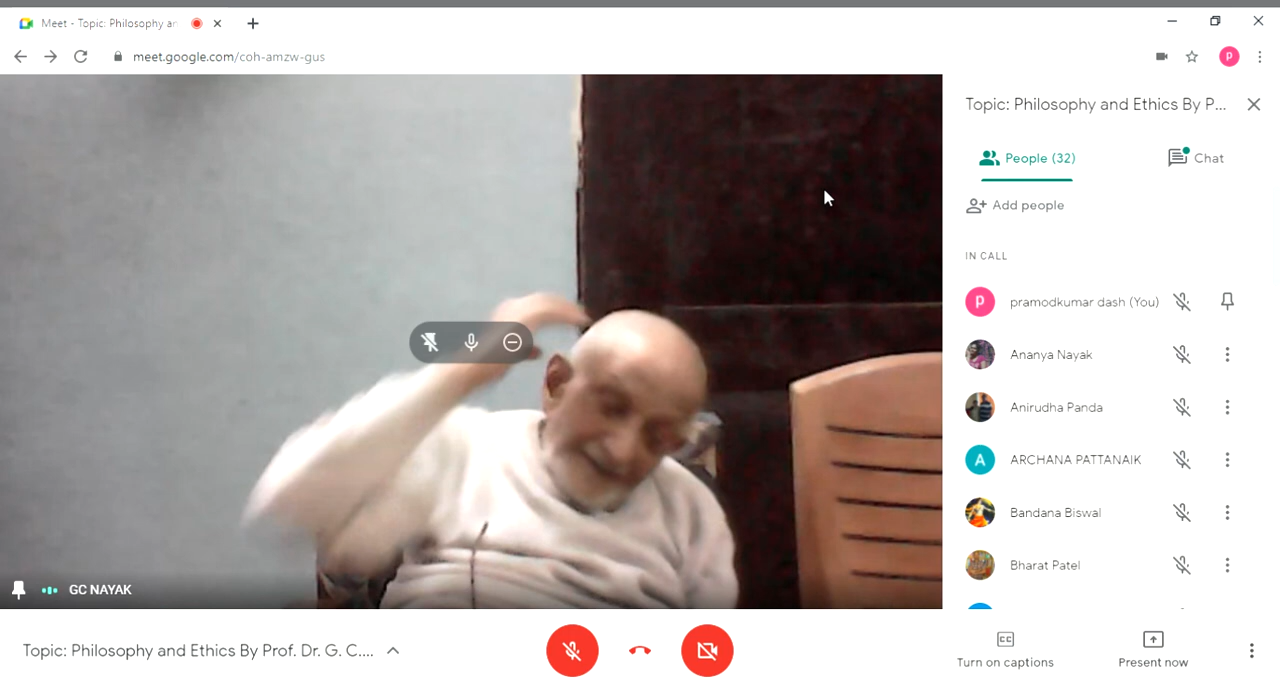 Meet - Topic: Philosophy an
meet.google.com/coh-amzw-gus
P
Topic: Philosophy and Ethics By P...
People (32)
Chat
Add people
IN CALL
P pramodkumar dash (You)
Ananya Nayak
Anirudha Panda
A ARCHANA PATTANAIK
Bandana Biswal
Bharat Patel
GC NAYAK
Topic: Philosophy and Ethics By Prof. Dr. G. C....
CC
Turn on captions
Present now